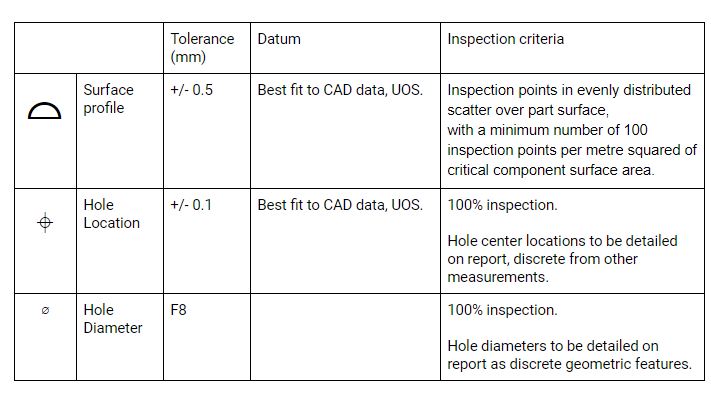 Tolerance
(mm)
Datum
Inspection criteria
Surface
profile
+/- 0.5
Best fit to CAD data, UOS.
Inspection points in evenly distributed
scatter over part surface,
with a minimum number of 100
inspection points per metre squared of
critical component surface area.
Hole
Location
+/- 0.1
Best fit to CAD data, UOS.
100% inspection.
Hole center locations to be detailed
on report, discrete from other
measurements.
⌀
Hole
Diameter
F8
100% inspection.
Hole diameters to be detailed on
report as discrete geometric features.